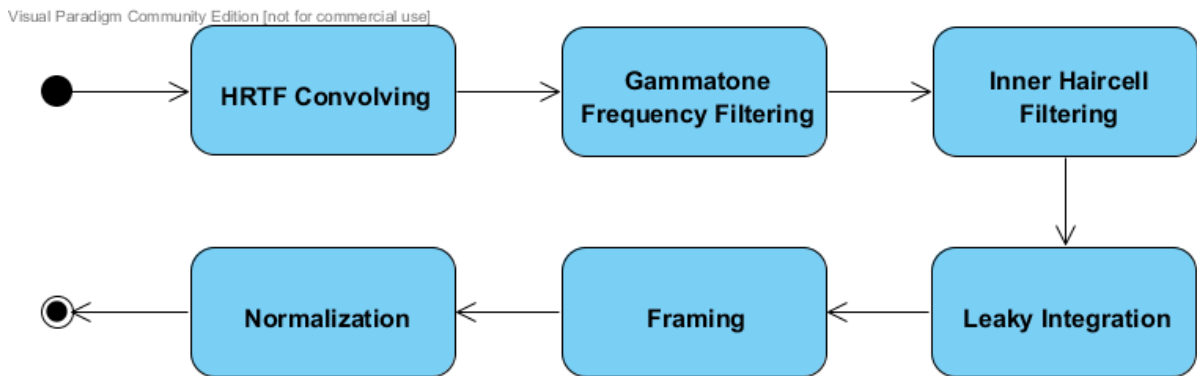 Visual Paradigm Community Edition [not for commercial use]
HRTF Convolving
Gammatone
Frequency Filtering
Inner Haircell
Filtering
Leaky Integration
Framing
Normalization